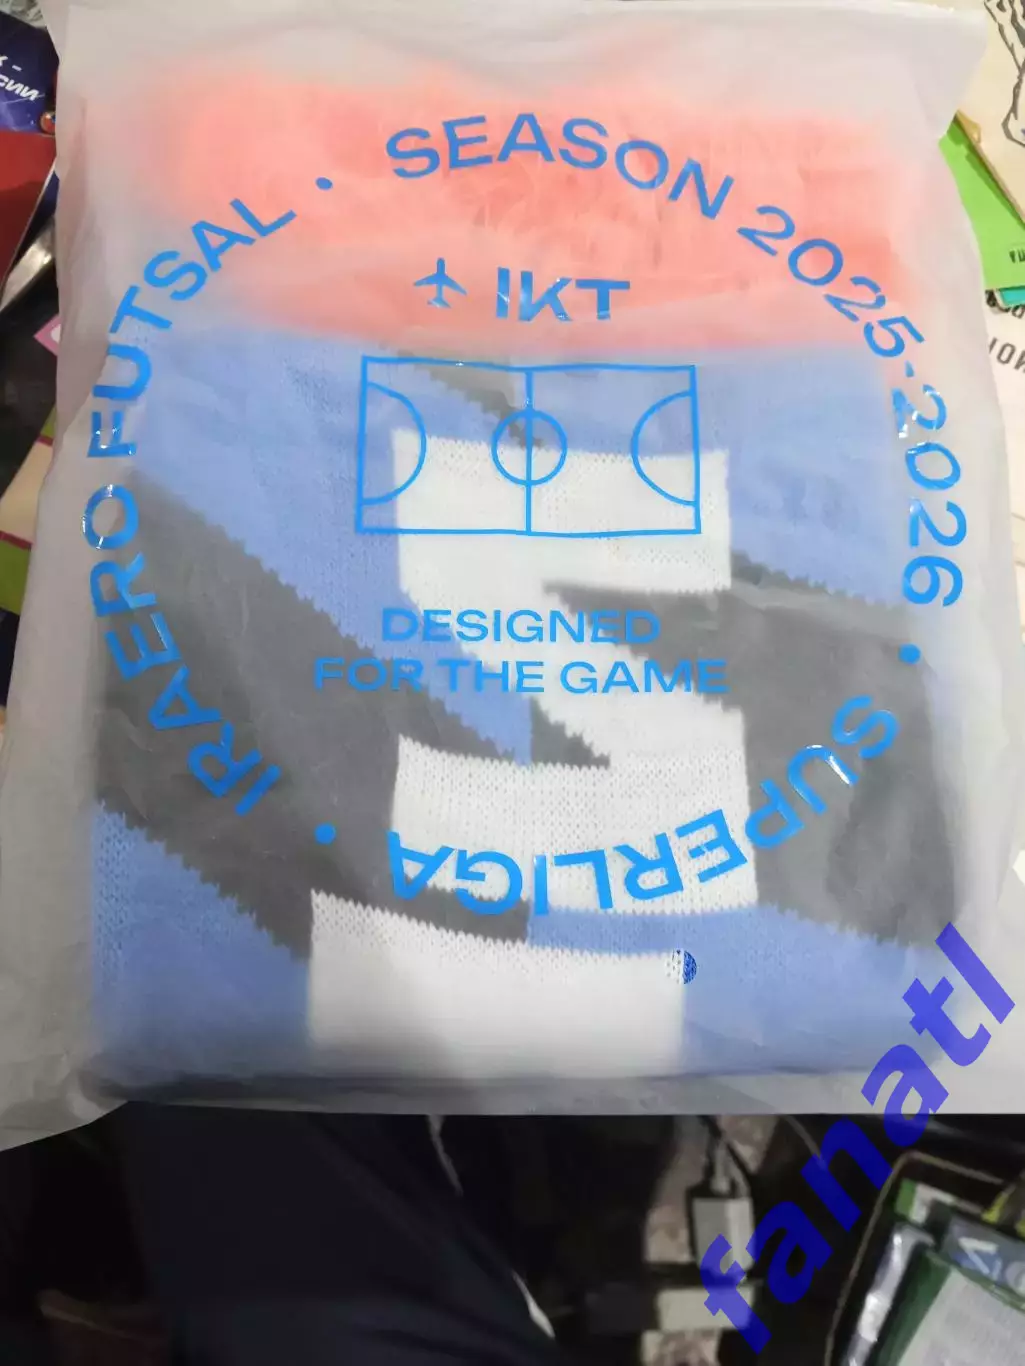 IRAERO FUTSAL • SEASON 2025-2026 • SUPERLIGA •
IKT
DESIGNED
FOR THE GAME
fanatl